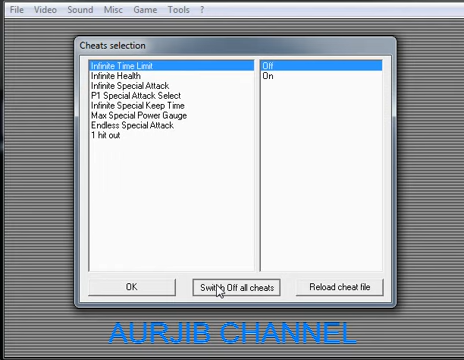 File Video Sound Misc Game Tools ?
Cheats selection
Infinite Time Limit Off
Infinite Health On
Infinite Special Attack
P1 Special Attack Select
Infinite Special Keep Time
Max Special Power Gauge
Endless Special Attack
1 hit out
OK Switch Off all cheats Reload cheat file
AURJIB CHANNEL